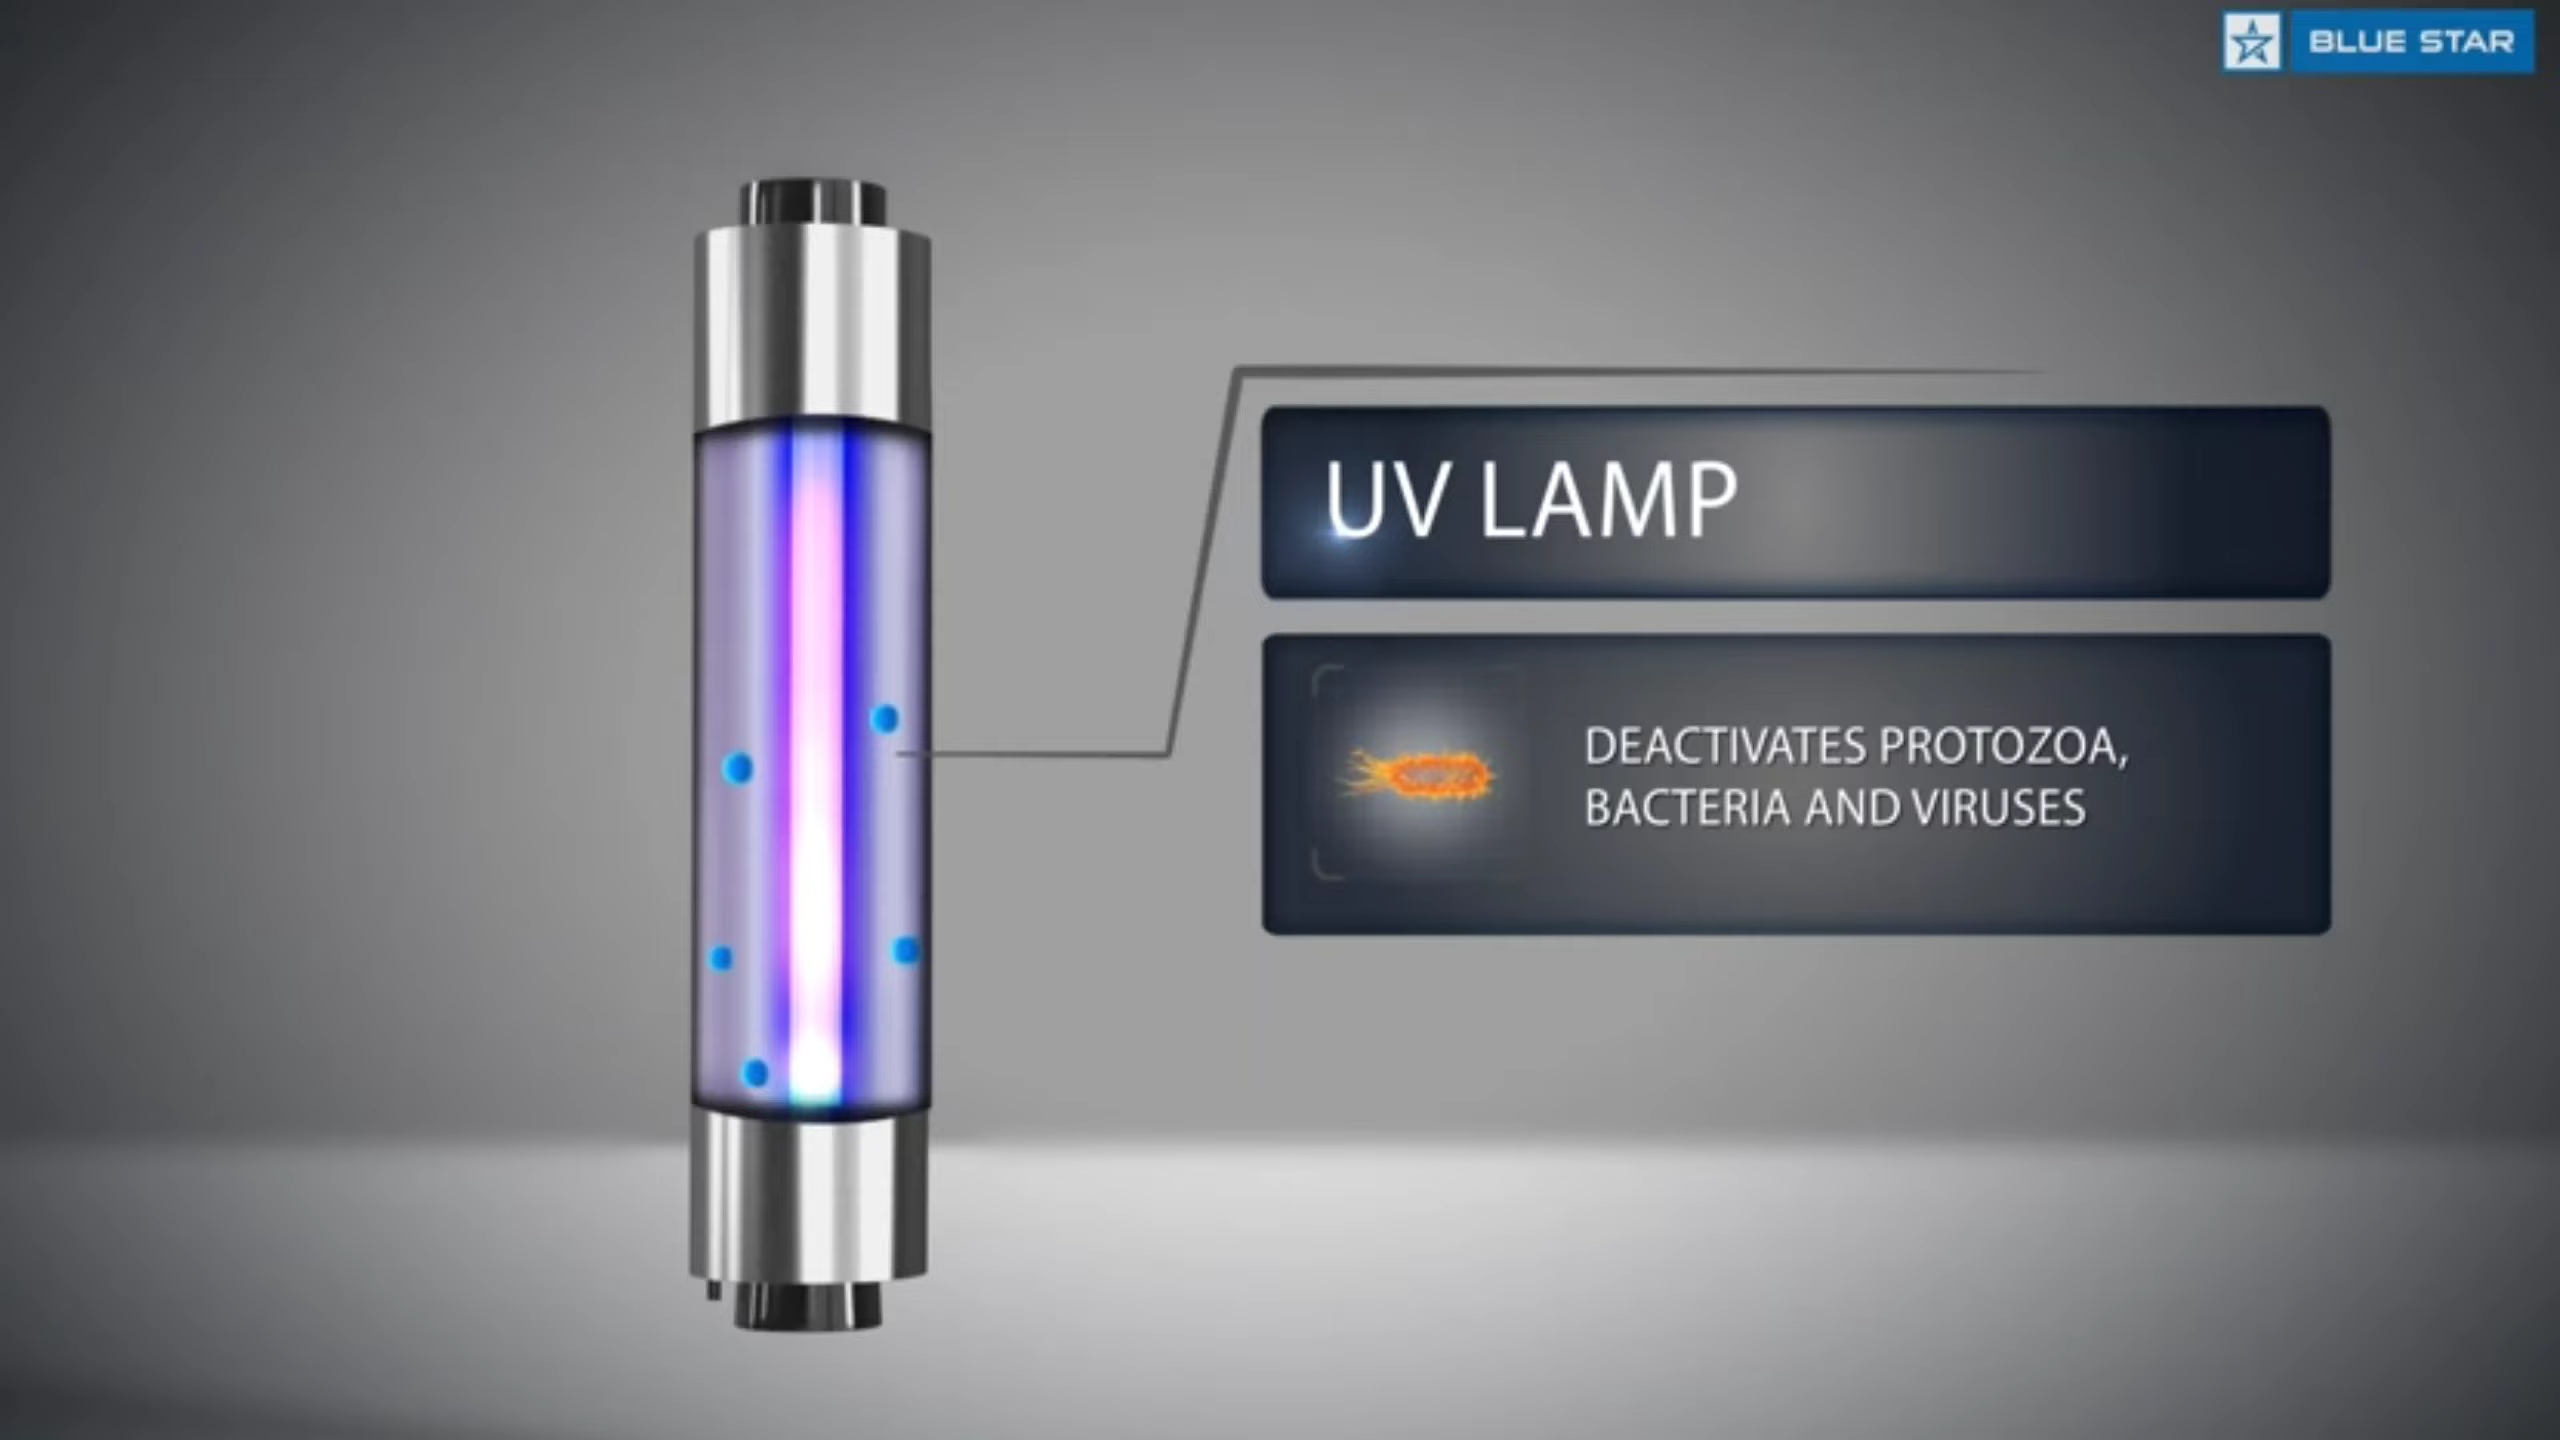 BLUE STAR
UV LAMP
DEACTIVATES PROTOZOA,
BACTERIA AND VIRUSES